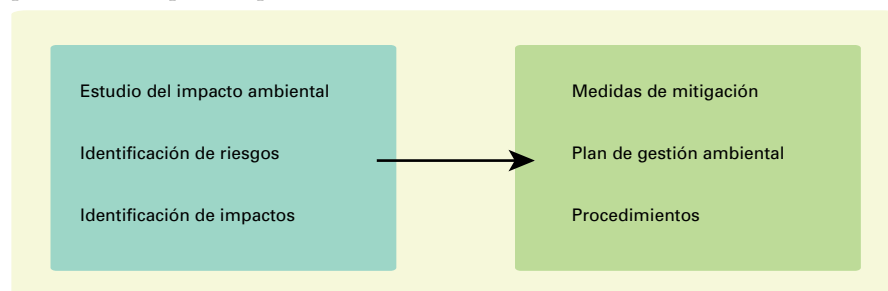 Estudio del impacto ambiental
Identificación de riesgos
Identificación de impactos
Medidas de mitigación
Plan de gestión ambiental
Procedimientos